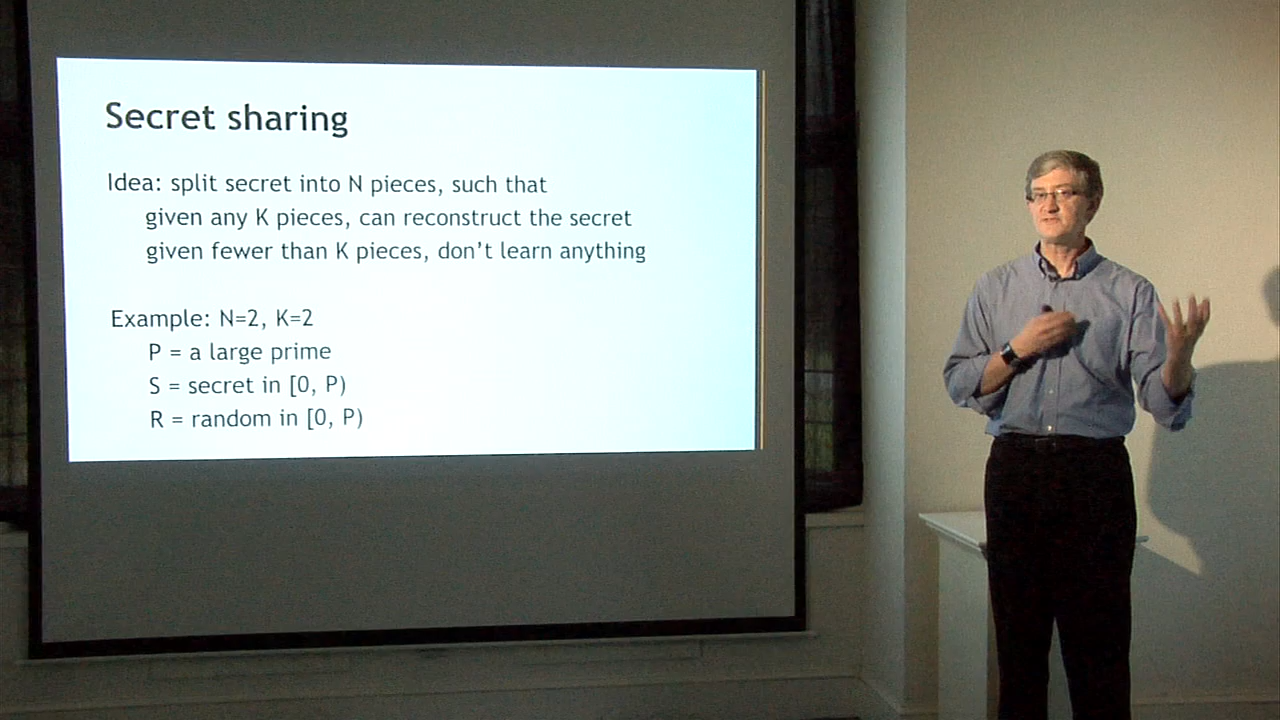 Secret sharing
Idea: split secret into N pieces, such that
given any K pieces, can reconstruct the secret
given fewer than K pieces, don't learn anything
Example: N=2, K=2
P = a large prime
S = secret in [0, P)
R = random in [0, P)